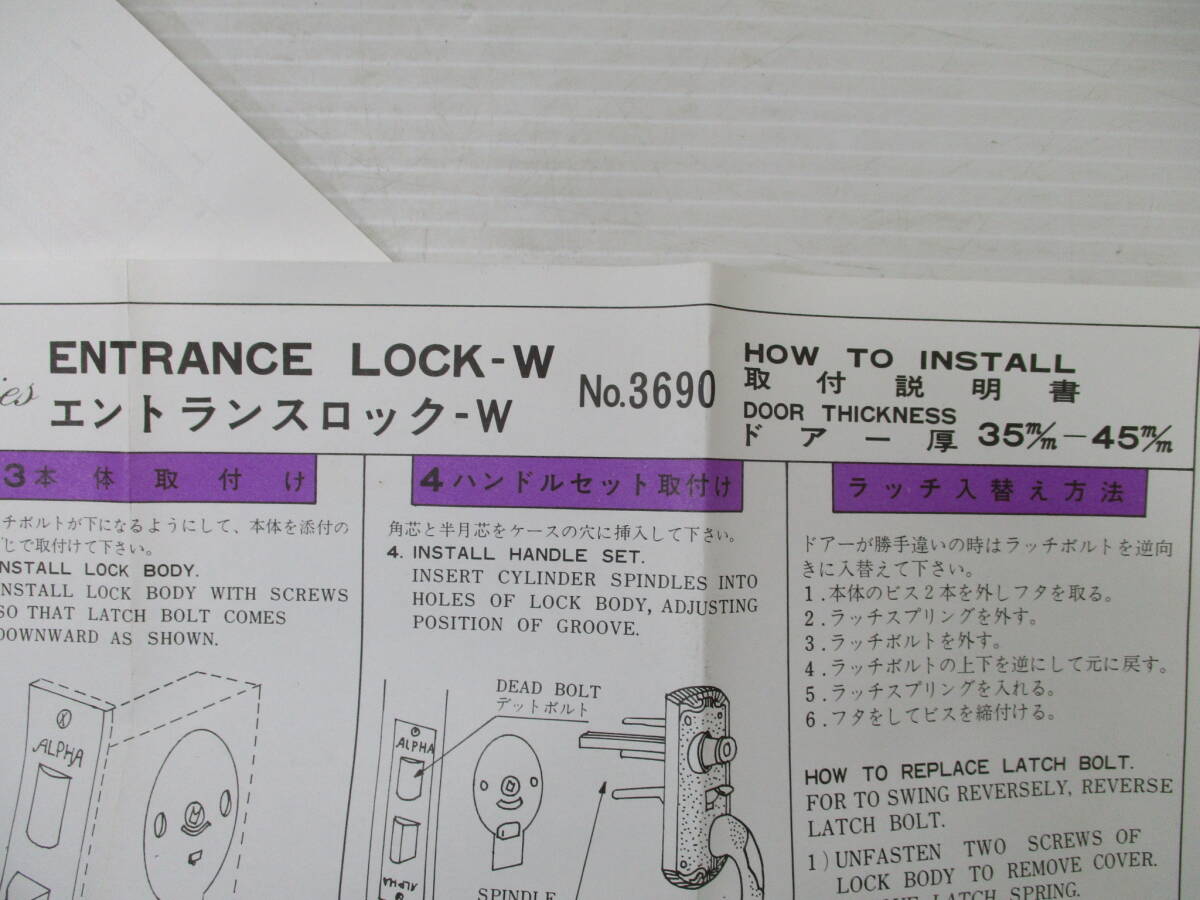 ies
ENTRANCE LOCK-W
エントランスロック-W
No.3690
HOW TO INSTALL
取付説明書
DOOR THICKNESS
ドアー厚 35m/m-45m/m
3 本体取付け
チボルトが下になるようにして、本体を添付の
じで取付けて下さい。
NSTALL LOCK BODY.
NSTALL LOCK BODY WITH SCREWS
SO THAT LATCH BOLT COMES
DOWNWARD AS SHOWN.
ALPHA
4 ハンドルセット取付け
角芯と半月芯をケースの穴に挿入して下さい。
4. INSTALL HANDLE SET.
INSERT CYLINDER SPINDLES INTO
HOLES OF LOCK BODY, ADJUSTING
POSITION OF GROOVE.
DEAD BOLT
デットボルト
ALPHA
ALPHA
SPINDLE
ラッチ入替え方法
ドアーが勝手違いの時はラッチボルトを逆向
きに入替えて下さい。
1.本体のビス2本を外しフタを取る。
2.ラッチスプリングを外す。
3.ラッチボルトを外す。
4.ラッチボルトの上下を逆にして元に戻す。
5.ラッチスプリングを入れる。
6.フタをしてビスを締付ける。
HOW TO REPLACE LATCH BOLT.
FOR TO SWING REVERSELY, REVERSE
LATCH BOLT.
1) UNFASTEN TWO SCREWS OF
LOCK BODY TO REMOVE COVER.
LATCH SPRING.